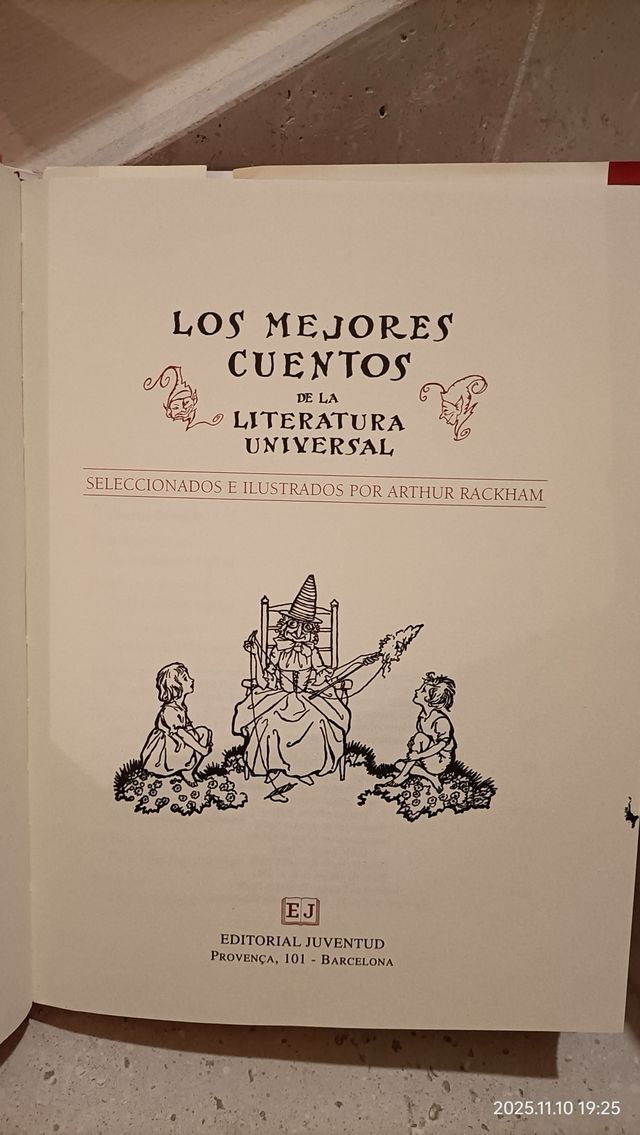 LOS MEJORES
CUENTOS
DE LA
LITERATURA
UNIVERSAL
SELECCIONADOS E ILUSTRADOS POR ARTHUR RACKHAM
EJ
EDITORIAL JUVENTUD
PROVENÇA, 101 - BARCELONA
2025.11.10 19:25